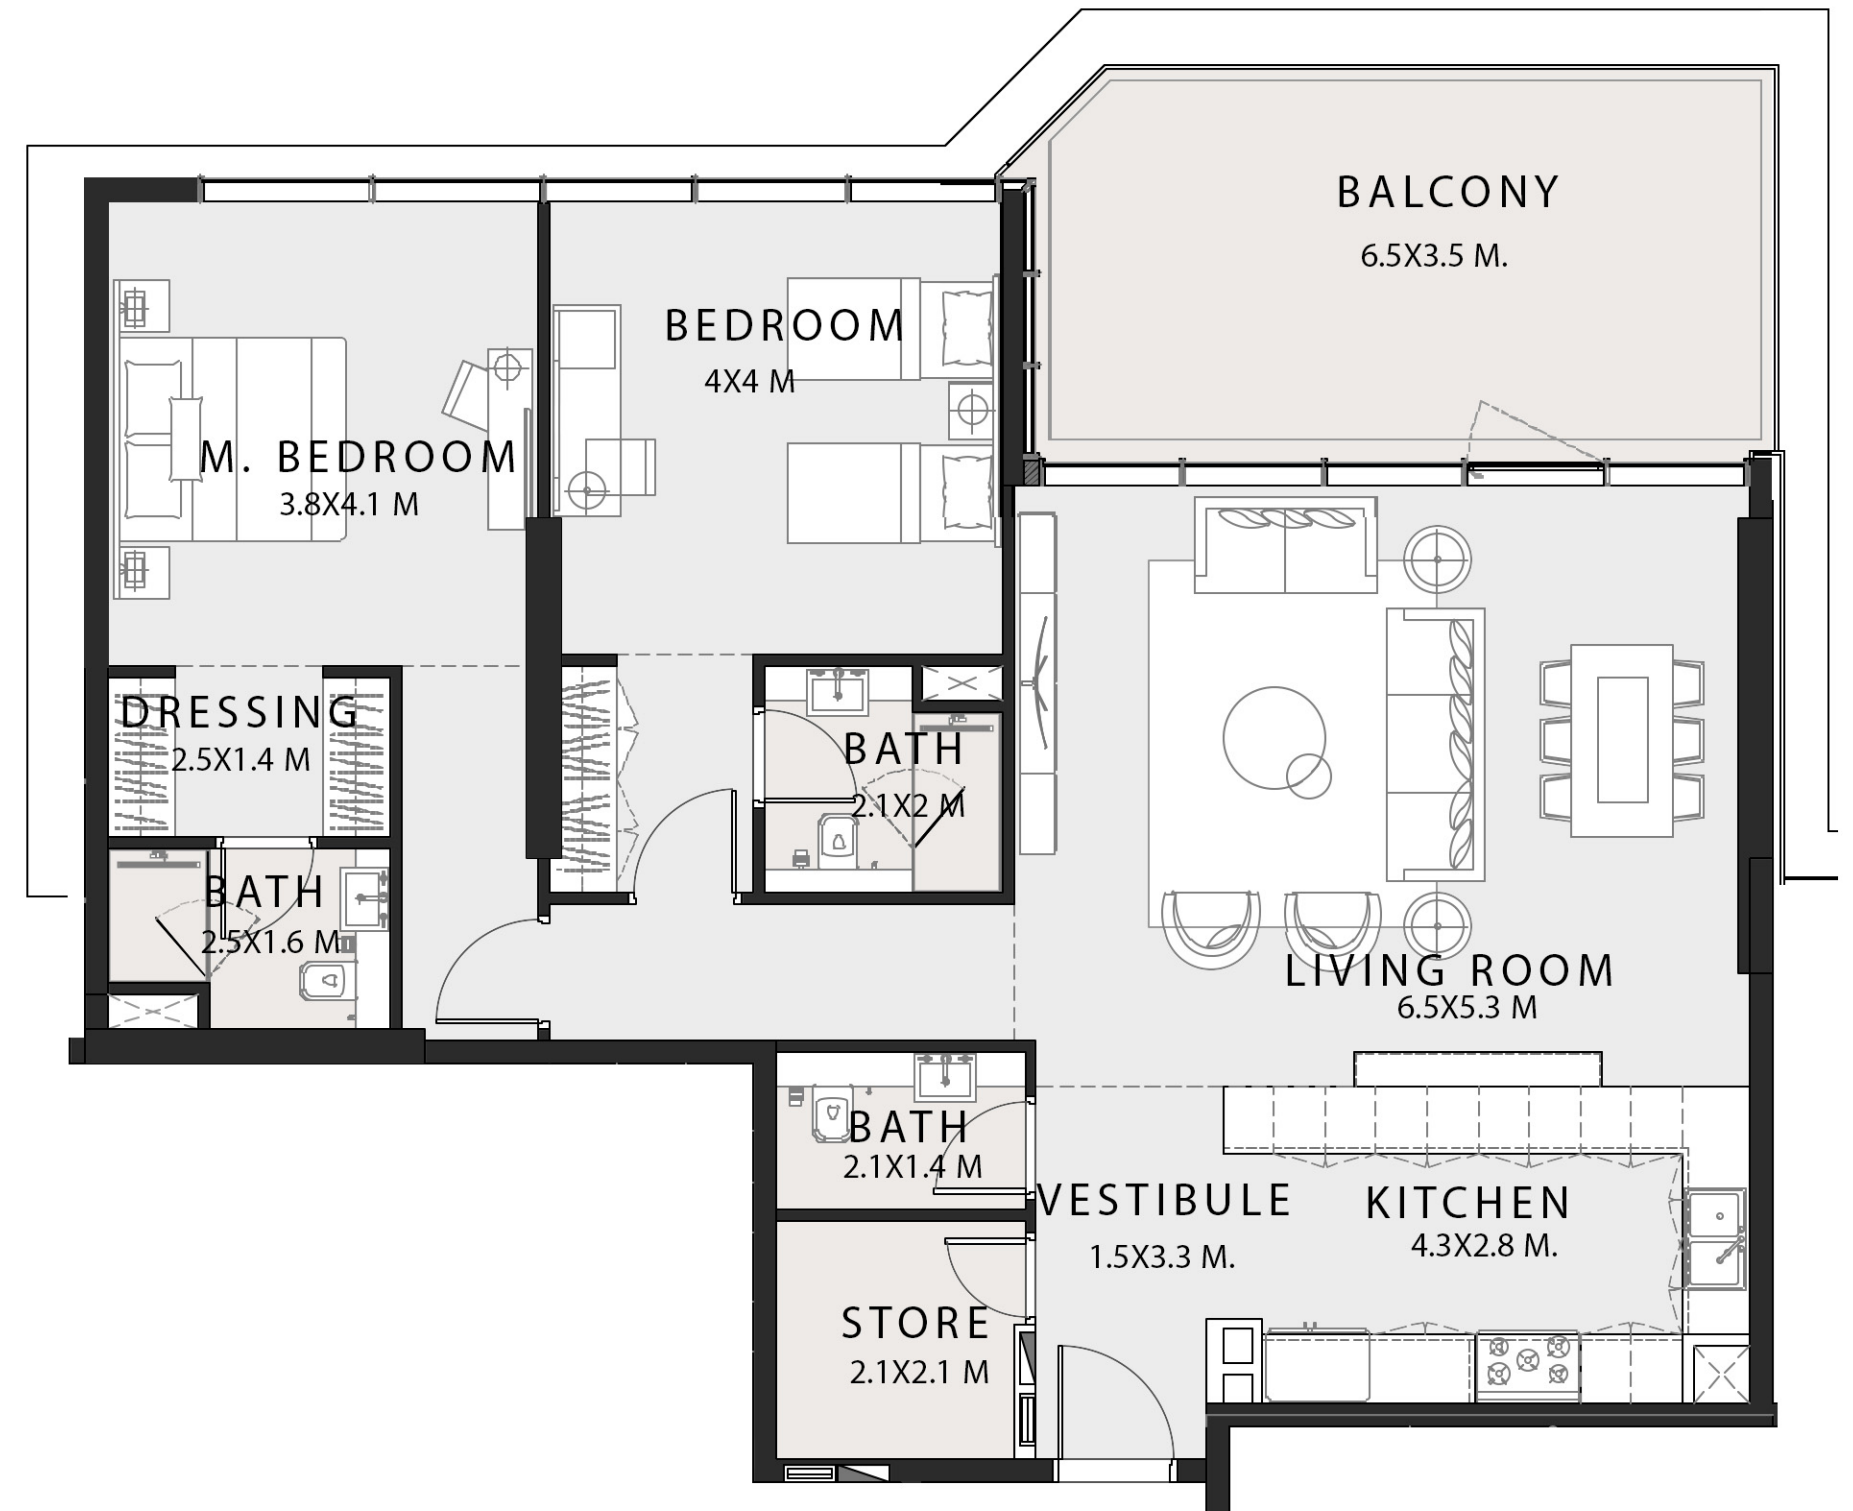 BALCONY
6.5X3.5 M.
BEDROOM
4X4 M
M. BEDROOM
3.8X4.1 M
DRESSING
2.5X1.4 M
BATH
2.1X2 M
BATH
2.5X1.6 M
LIVING ROOM
6.5X5.3 M
BATH
2.1X1.4 M
VESTIBULE
1.5X3.3 M.
KITCHEN
4.3X2.8 M.
STORE
2.1X2.1 M